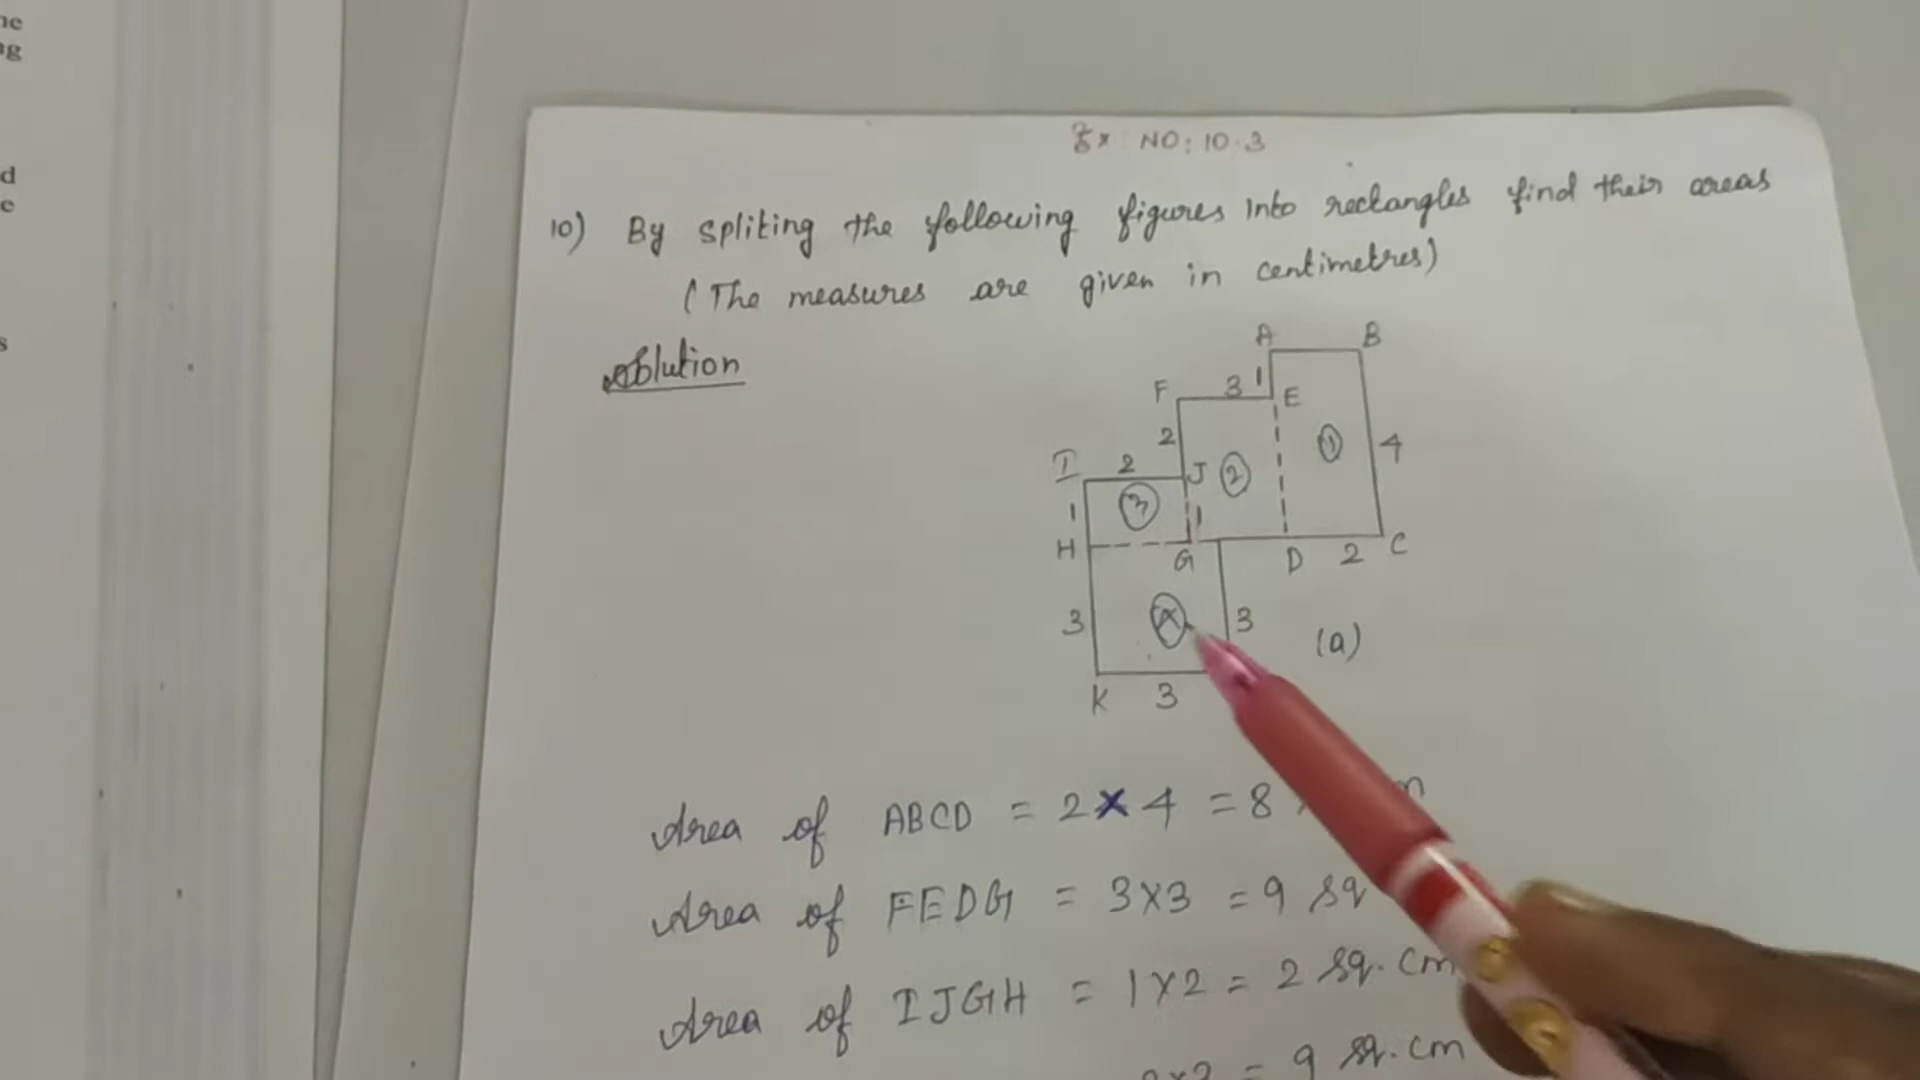 ne
ng
d
e
s
Ex NO: 10.3
10) By spliting the following figures into rectangles find their areas
(The measures are given in centimetres)
Solution
A B
F 3 1 E
2 1 4
I 2 J 2
1 3 1
H G D 2 C
3 4 3 (a)
K 3
Area of ABCD = 2 × 4 = 8 m
Area of FEDG = 3×3 = 9 sq
Area of IJGH = 1×2 = 2 sq. cm
= 9 sq. cm